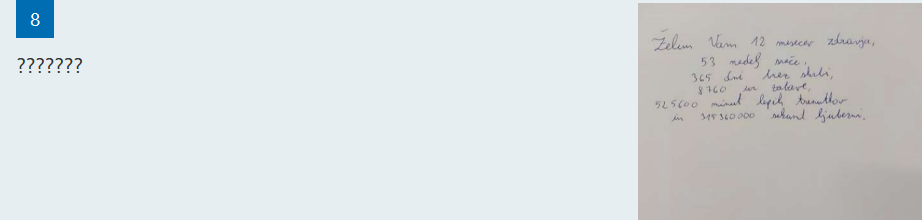 8
???????
Želim Vam 12 mesecev zdravja,
53 nedelj sreče,
365 dni brez skrbi,
8760 ur zabave,
525600 minut lepih trenutkov
in 315360000 sekund ljubezni.